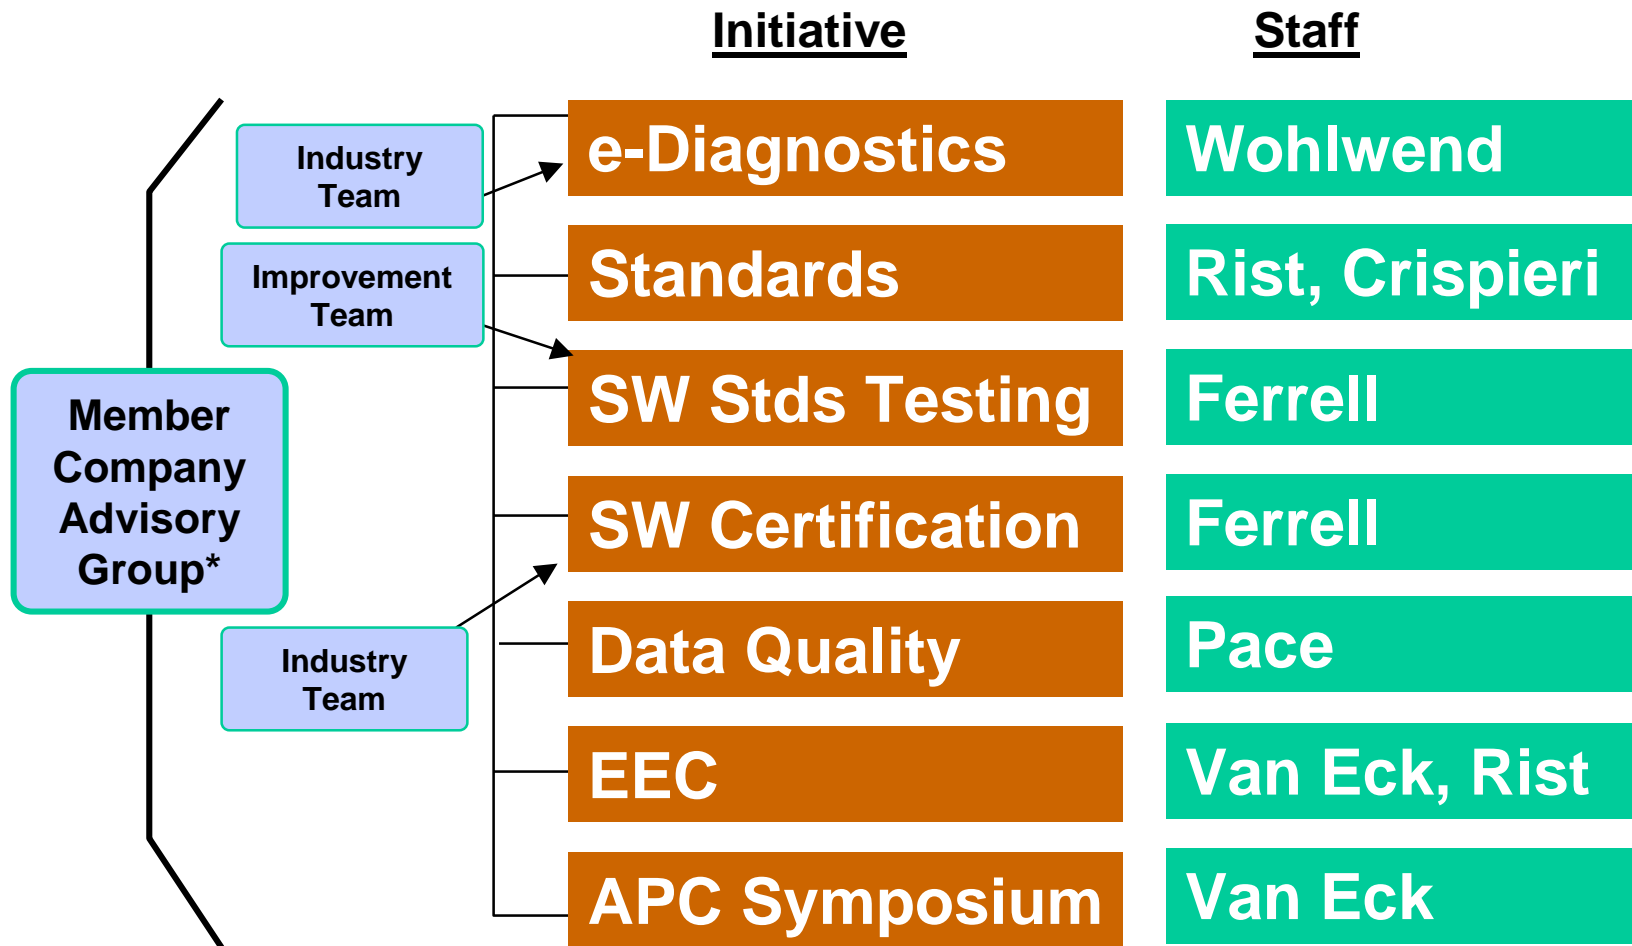 Initiative
Staff
Industry
Team
e-Diagnostics
Wohlwend
Improvement
Team
Standards
Rist, Crispieri
Member
Company
Advisory
Group*
SW Stds Testing
Ferrell
SW Certification
Ferrell
Industry
Team
Data Quality
Pace
EEC
Van Eck, Rist
APC Symposium
Van Eck